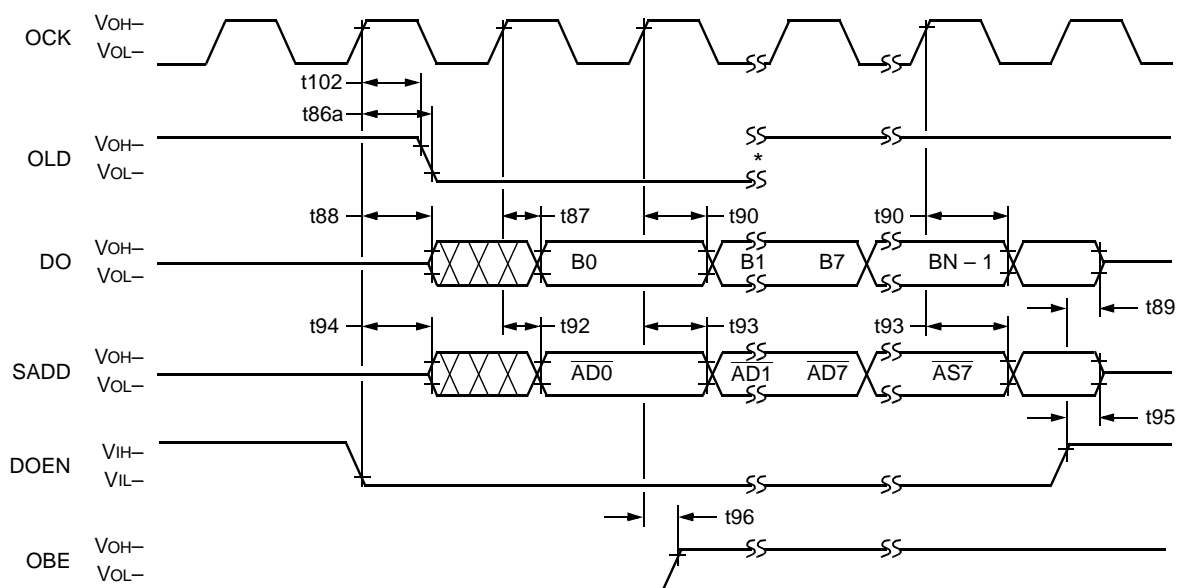 OCK VOH–
VOL–
t102
t86a
OLD VOH–
VOL–
*
t88 t87 t90 t90
DO VOH–
VOL–
B0 B1 B7 BN – 1
t89
t94 t92 t93 t93
SADD VOH–
VOL–
AD0 AD1 AD7 AS7
t95
DOEN VIH–
VIL–
t96
OBE VOH–
VOL–